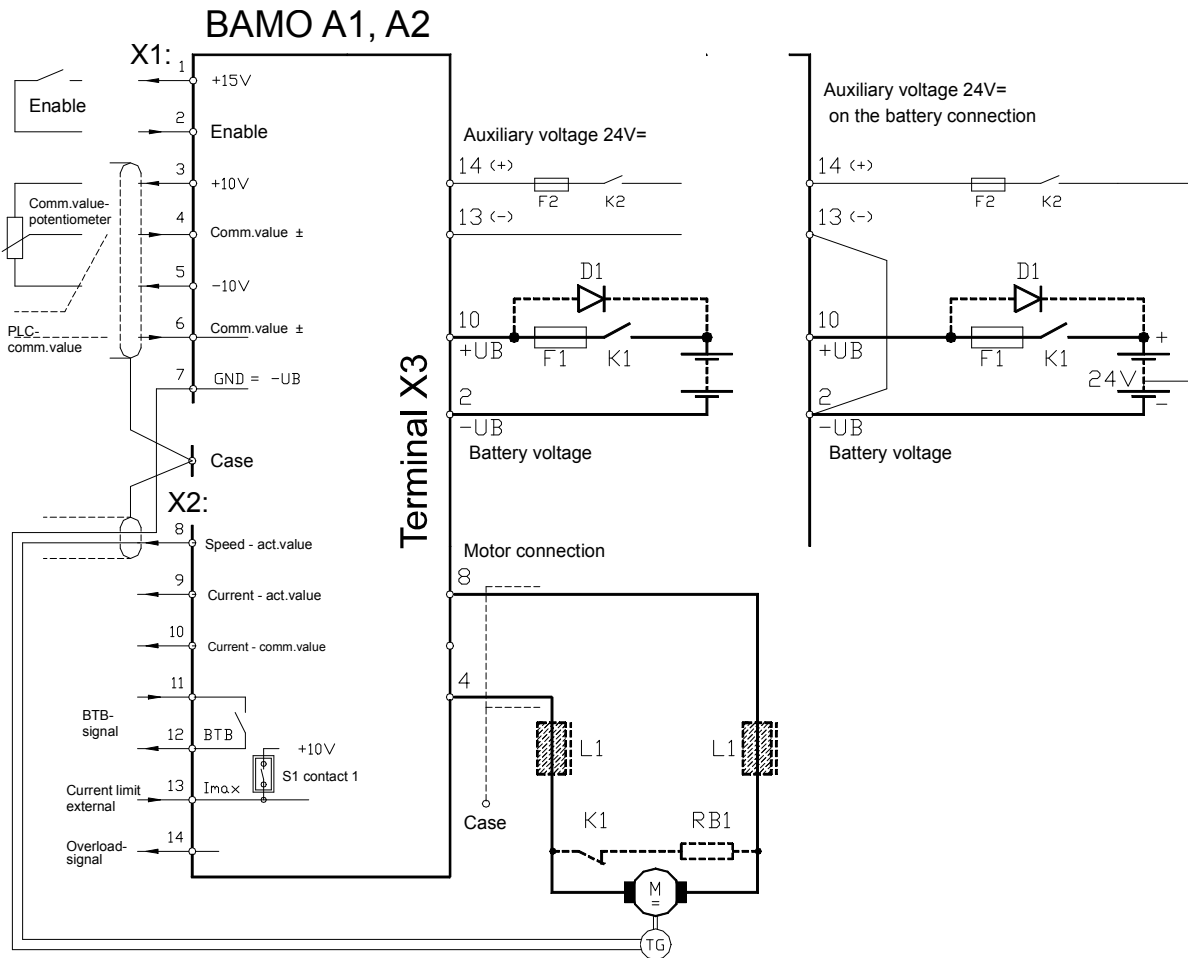 BAMO A1, A2
X1:
1
+15V
Enable
2
Enable
3
+10V
Comm.value-
potentiometer
4
Comm.value ±
5
-10V
6
Comm.value ±
PLC-
comm.value
7
GND = -UB
Case
X2:
8
Speed - act.value
9
Current - act.value
10
Current - comm.value
11
BTB-
signal
12
BTB
+10V
S1 contact 1
13
Imax
Current limit
external
14
Overload-
signal
Terminal X3
Auxiliary voltage 24V=
14 (+)
F2
K2
13 (-)
D1
10
+UB
F1
K1
2
-UB
Battery voltage
Motor connection
8
4
L1
L1
Case
K1
RB1
M
=
TG
Auxiliary voltage 24V=
on the battery connection
14 (+)
F2
K2
13 (-)
D1
10
+UB
F1
K1
+
24V
2
-UB
-
Battery voltage